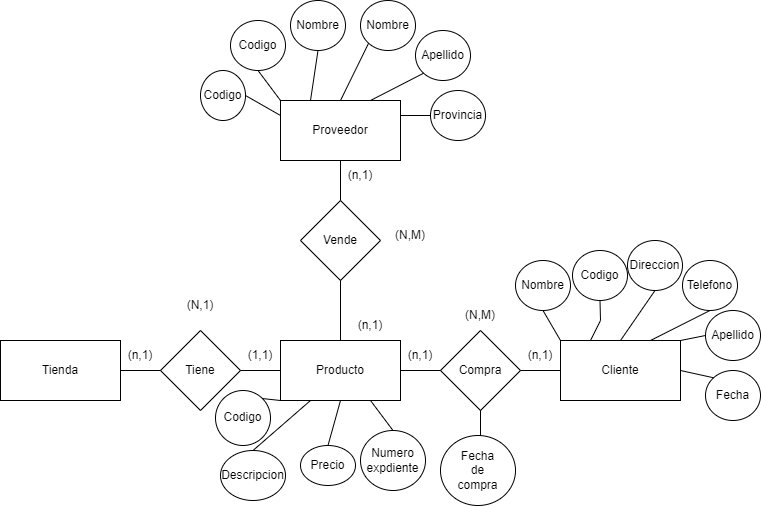 Nombre
Nombre
Codigo
Apellido
Codigo
Provincia
Proveedor
(n,1)
Vende
(N,M)
(n,1)
Nombre
Codigo
Direccion
Telefono
Apellido
Fecha
(N,1)
(N,M)
Tienda
(n,1)
Tiene
(1,1)
Producto
(n,1)
Compra
(n,1)
Cliente
Codigo
Descripcion
Precio
Numero
expdiente
Fecha
de
compra